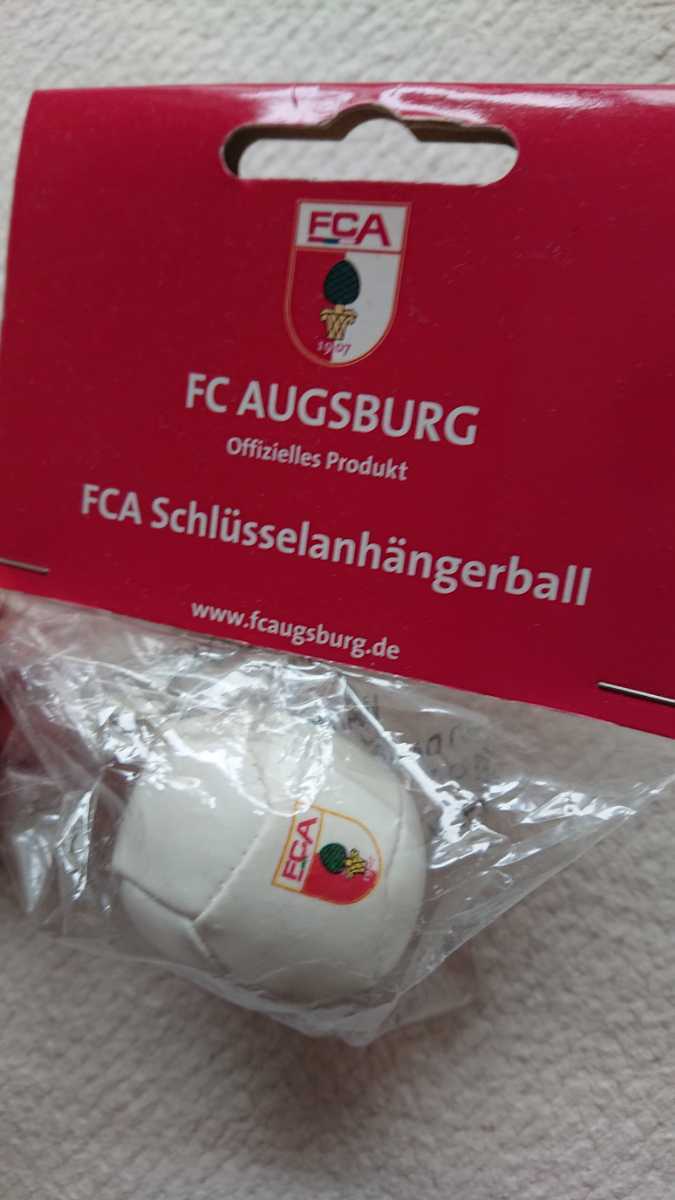 FCA
1907
FC AUGSBURG
Offizielles Produkt
FCA Schlüsselanhängerball
www.fcaugsburg.de
FCA